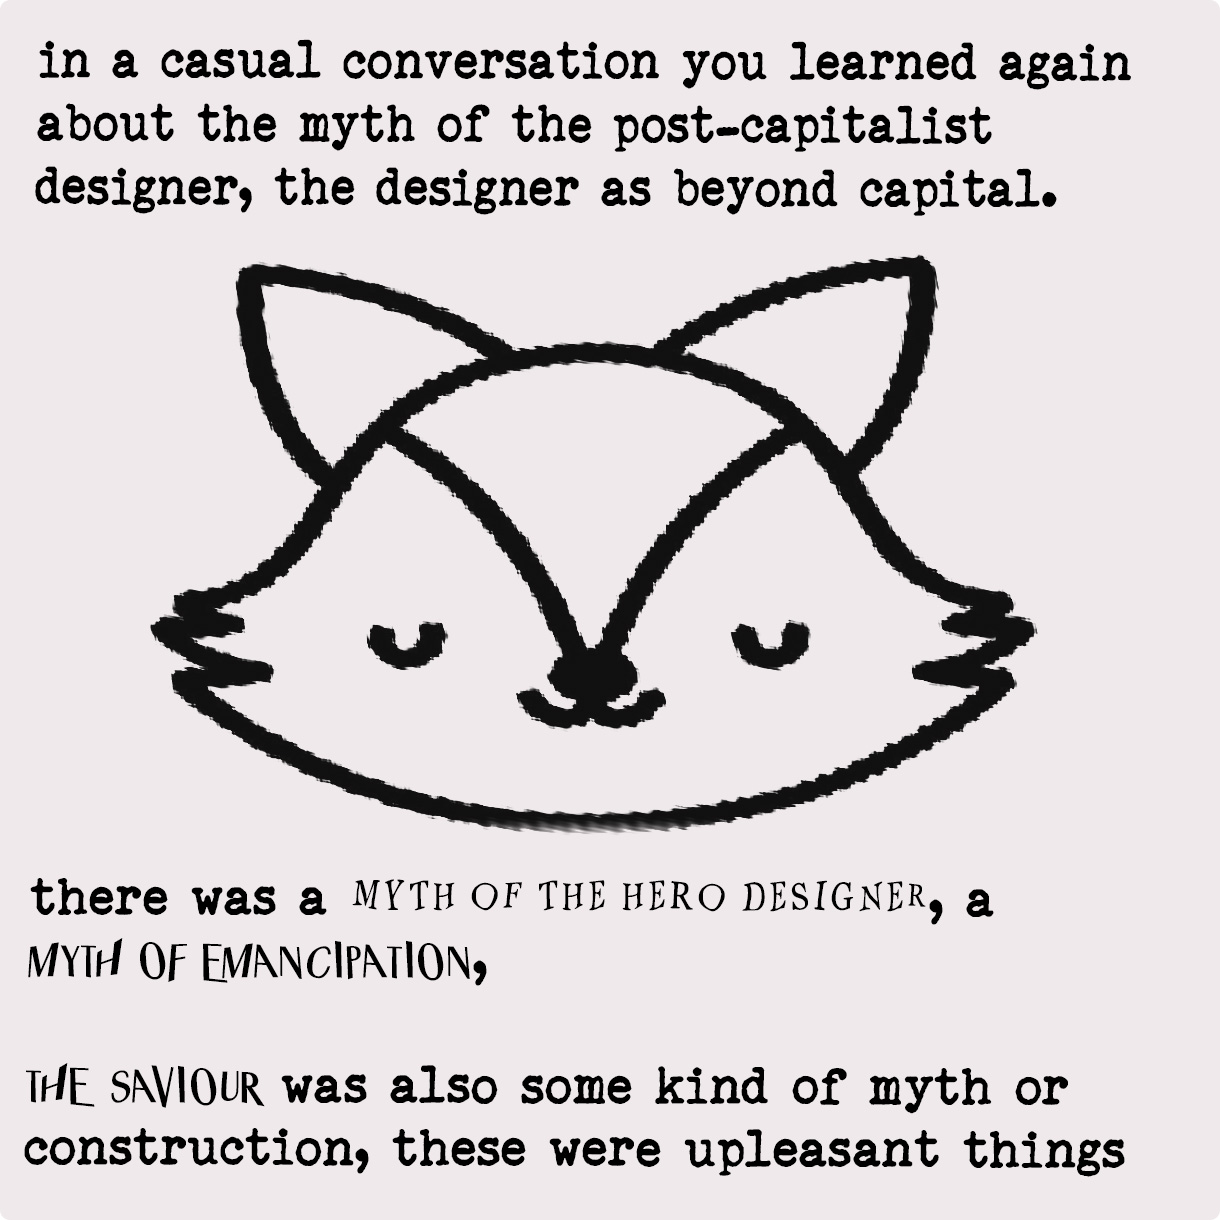 in a casual conversation you learned again
about the myth of the post-capitalist
designer, the designer as beyond capital.
there was a MYTH OF THE HERO DESIGNER, a
MYTH OF EMANCIPATION,
THE SAVIOUR was also some kind of myth or
construction, these were upleasant things